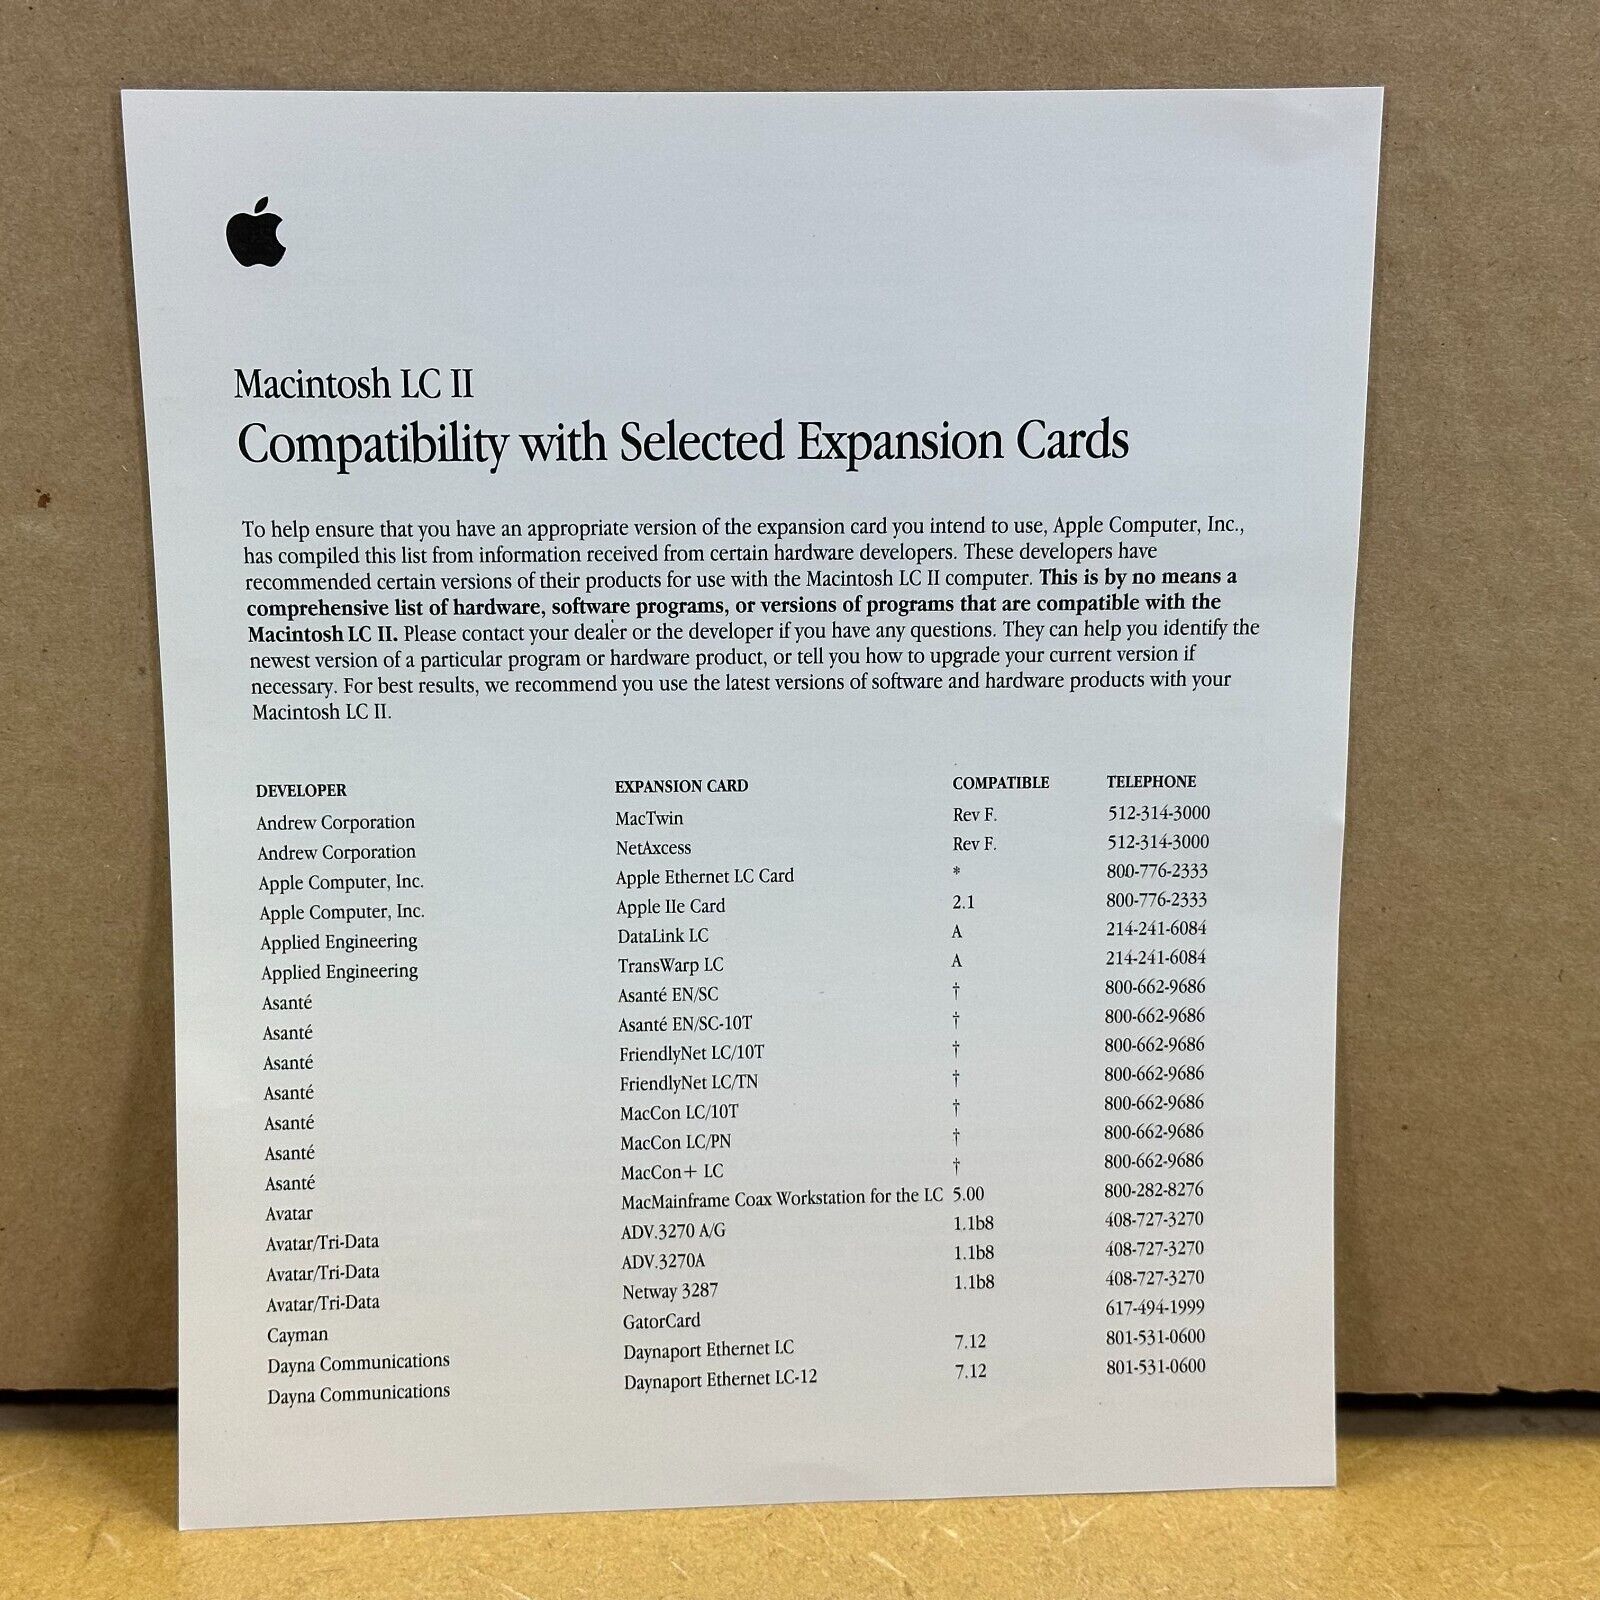 Macintosh LC II
Compatibility with Selected Expansion Cards
To help ensure that you have an appropriate version of the expansion card you intend to use, Apple Computer, Inc.,
has compiled this list from information received from certain hardware developers. These developers have
recommended certain versions of their products for use with the Macintosh LC II computer. This is by no means a
comprehensive list of hardware, software programs, or versions of programs that are compatible with the
Macintosh LC II. Please contact your dealer or the developer if you have any questions. They can help you identify the
newest version of a particular program or hardware product, or tell you how to upgrade your current version if
necessary. For best results, we recommend you use the latest versions of software and hardware products with your
Macintosh LC II.
DEVELOPER EXPANSION CARD COMPATIBLE TELEPHONE
Andrew Corporation MacTwin Rev F. 512-314-3000
Andrew Corporation NetAxcess Rev F. 512-314-3000
Apple Computer, Inc. Apple Ethernet LC Card * 800-776-2333
Apple Computer, Inc. Apple IIe Card 2.1 800-776-2333
Applied Engineering DataLink LC A 214-241-6084
Applied Engineering TransWarp LC A 214-241-6084
Asanté Asanté EN/SC † 800-662-9686
Asanté Asanté EN/SC-10T † 800-662-9686
Asanté FriendlyNet LC/10T † 800-662-9686
Asanté FriendlyNet LC/TN † 800-662-9686
Asanté MacCon LC/10T † 800-662-9686
Asanté MacCon LC/PN † 800-662-9686
Asanté MacCon+ LC † 800-662-9686
Avatar MacMainframe Coax Workstation for the LC 5.00 800-282-8276
Avatar/Tri-Data ADV.3270 A/G 1.1b8 408-727-3270
Avatar/Tri-Data ADV.3270A 1.1b8 408-727-3270
Avatar/Tri-Data Netway 3287 1.1b8 408-727-3270
Cayman GatorCard 617-494-1999
Dayna Communications Daynaport Ethernet LC 7.12 801-531-0600
Dayna Communications Daynaport Ethernet LC-12 7.12 801-531-0600